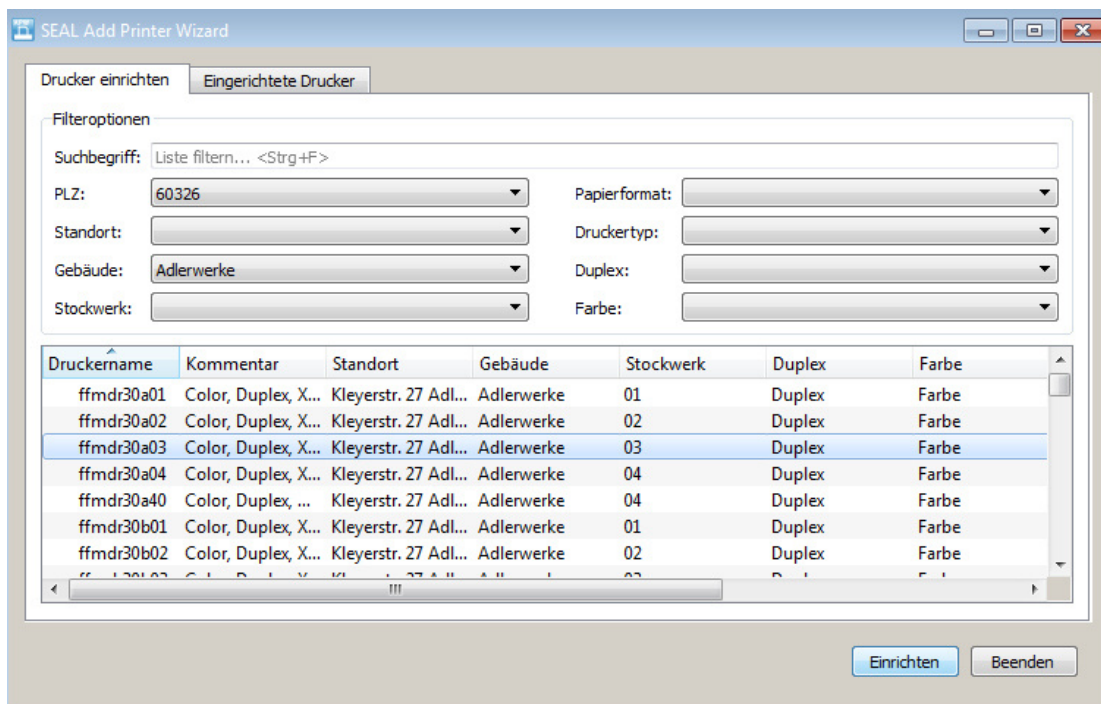 SEAL Add Printer Wizard
Drucker einrichten Eingerichtete Drucker
Filteroptionen
Suchbegriff: Liste filtern... <Strg+F>
PLZ: 60326 Papierformat:
Standort: Druckertyp:
Gebäude: Adlerwerke Duplex:
Stockwerk: Farbe:
Druckername Kommentar Standort Gebäude Stockwerk Duplex Farbe
ffmdr30a01 Color, Duplex, X... Kleyerstr. 27 Adl... Adlerwerke 01 Duplex Farbe
ffmdr30a02 Color, Duplex, X... Kleyerstr. 27 Adl... Adlerwerke 02 Duplex Farbe
ffmdr30a03 Color, Duplex, X... Kleyerstr. 27 Adl... Adlerwerke 03 Duplex Farbe
ffmdr30a04 Color, Duplex, X... Kleyerstr. 27 Adl... Adlerwerke 04 Duplex Farbe
ffmdr30a40 Color, Duplex, ... Kleyerstr. 27 Adl... Adlerwerke 04 Duplex Farbe
ffmdr30b01 Color, Duplex, X... Kleyerstr. 27 Adl... Adlerwerke 01 Duplex Farbe
ffmdr30b02 Color, Duplex, X... Kleyerstr. 27 Adl... Adlerwerke 02 Duplex Farbe
Einrichten Beenden